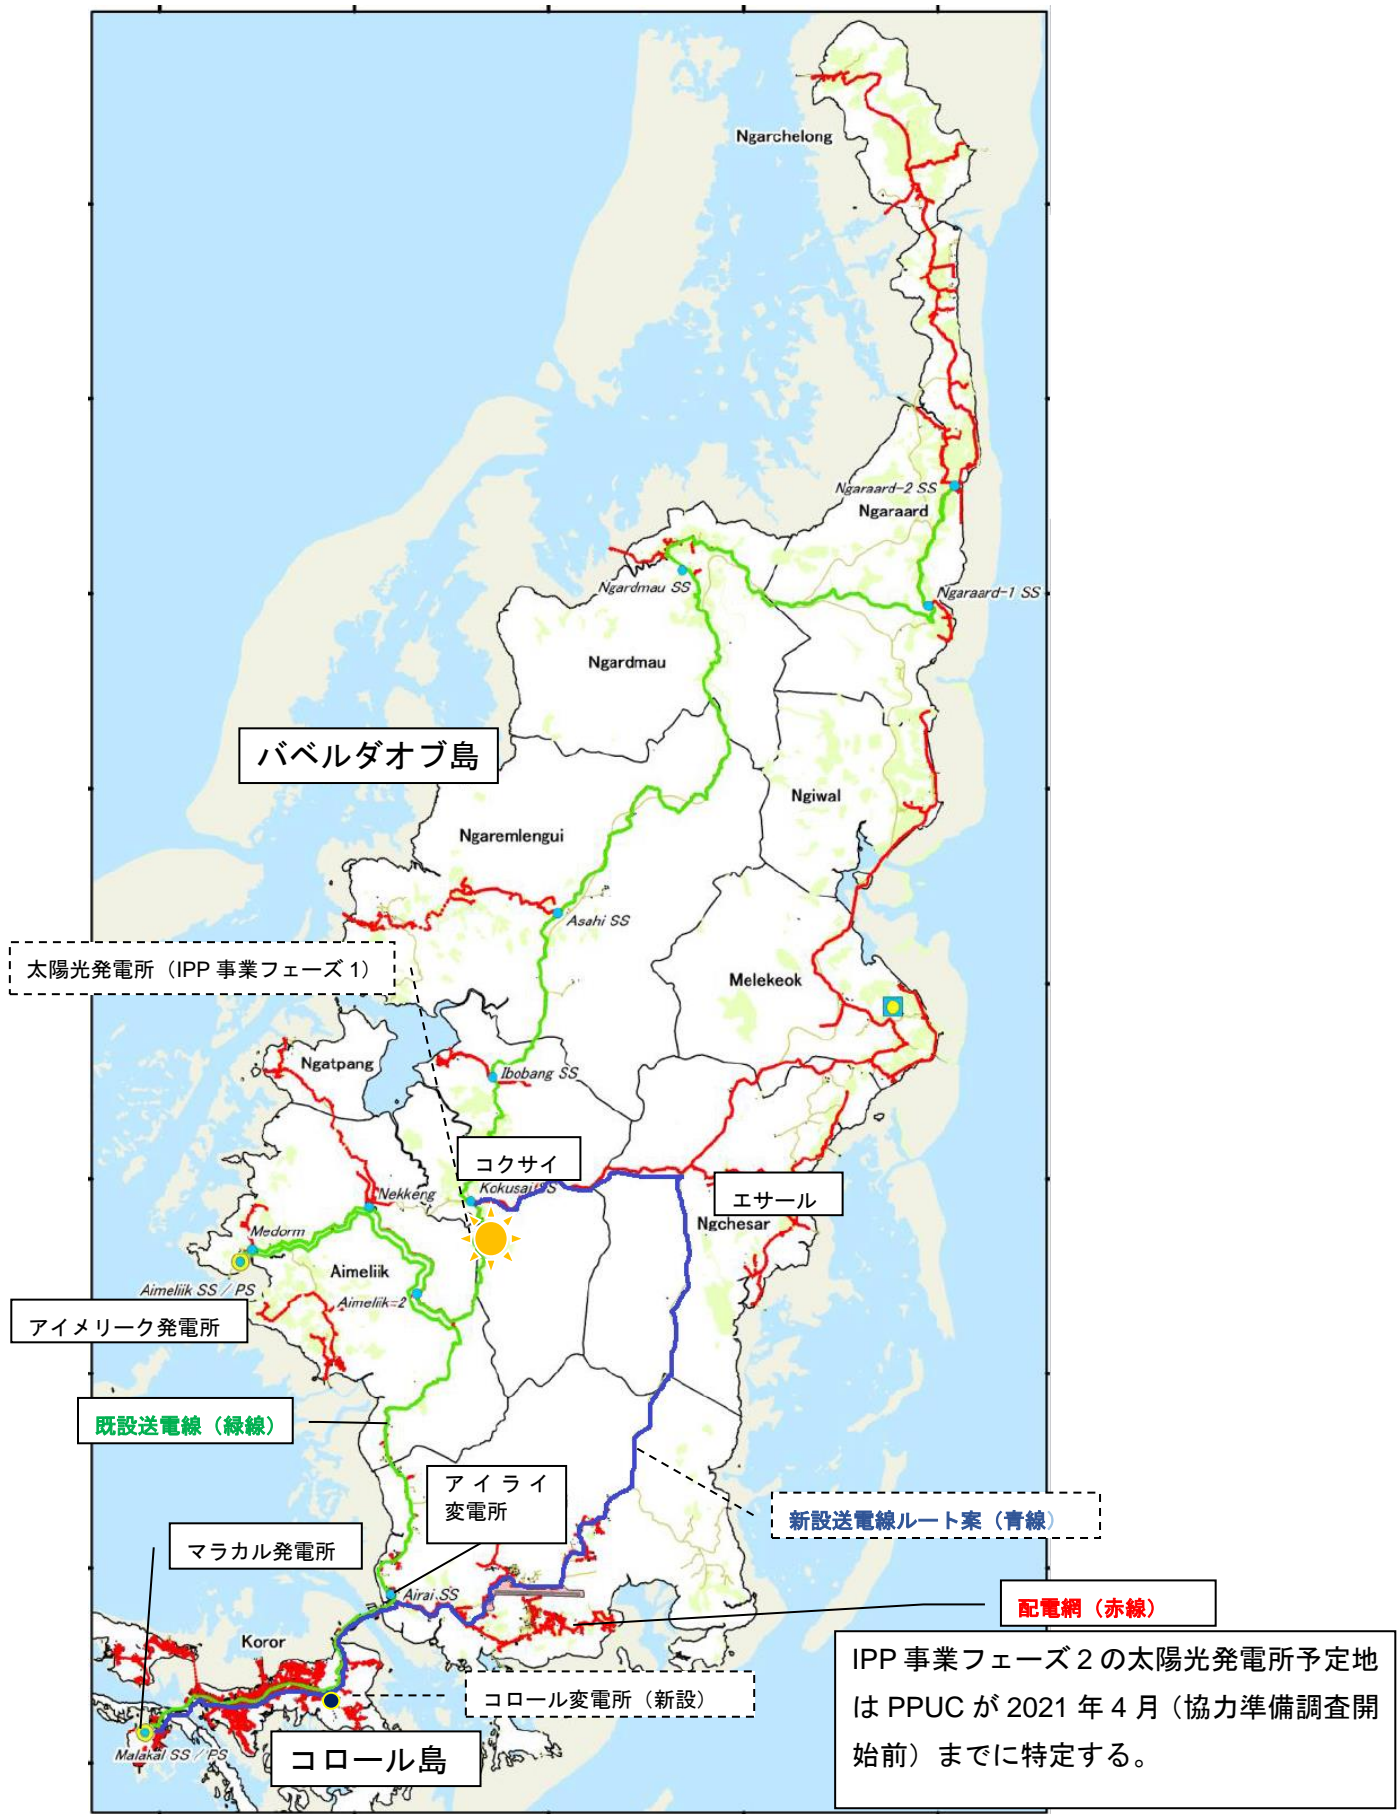 Ngarchelong
Ngaraard-2 SS
Ngaraard
Ngardmau SS
Ngaraard-1 SS
Ngardmau
バベルダオブ島
Ngiwal
Ngaremlengui
Asahi SS
太陽光発電所（IPP 事業フェーズ 1）
Melekeok
Ngatpang
Ibobang SS
コクサイ
Kokusai SS
Nekkeng
エサール
Ngchesar
Medorm
Aimeliik
Aimeliik SS / PS
Aimeliik-2
アイメリーク発電所
既設送電線（緑線）
アイライ
変電所
新設送電線ルート案（青線）
マラカル発電所
Airai SS
配電網（赤線）
Koror
コロール変電所（新設）
IPP 事業フェーズ 2 の太陽光発電所予定地
は PPUC が 2021 年 4 月（協力準備調査開
始前）までに特定する。
Malakal SS / PS
コロール島